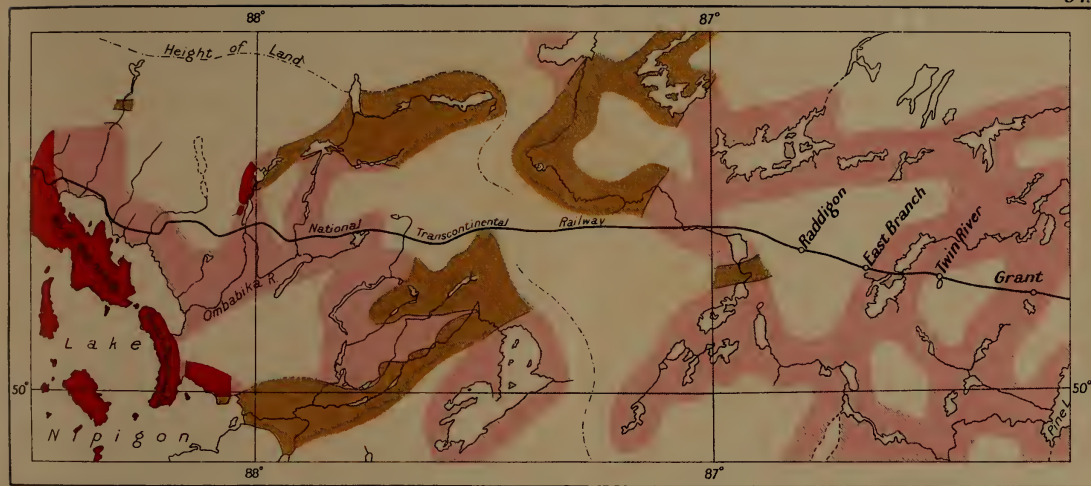 88°
87°
Height of Land
National Transcontinental Railway
Raddigon
East Branch
Twin River
Grant
Ombabika R.
Lake
Nipigon
50°
50°
Pine L.
88°
87°